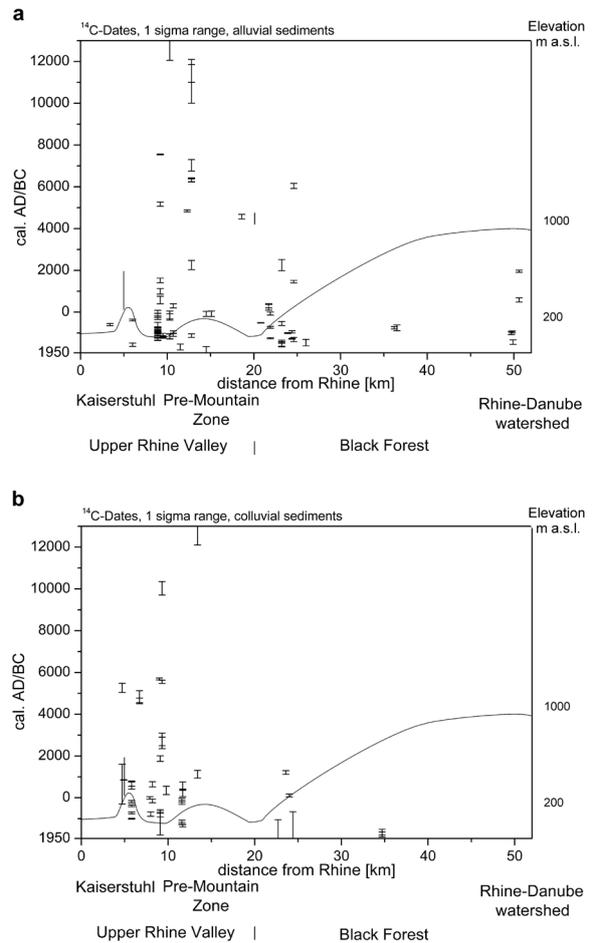 a
14C-Dates, 1 sigma range, alluvial sediments
Elevation
m a.s.l.
12000
10000
8000
6000
4000
2000
0
1950
cal. AD/BC
1000
200
0 10 20 30 40 50
distance from Rhine [km]
Kaiserstuhl Pre-Mountain
Zone
Rhine-Danube
watershed
Upper Rhine Valley | Black Forest
b
14C-Dates, 1 sigma range, colluvial sediments
Elevation
m a.s.l.
12000
10000
8000
6000
4000
2000
0
1950
cal. AD/BC
1000
200
0 10 20 30 40 50
distance from Rhine [km]
Kaiserstuhl Pre-Mountain
Zone
Rhine-Danube
watershed
Upper Rhine Valley | Black Forest